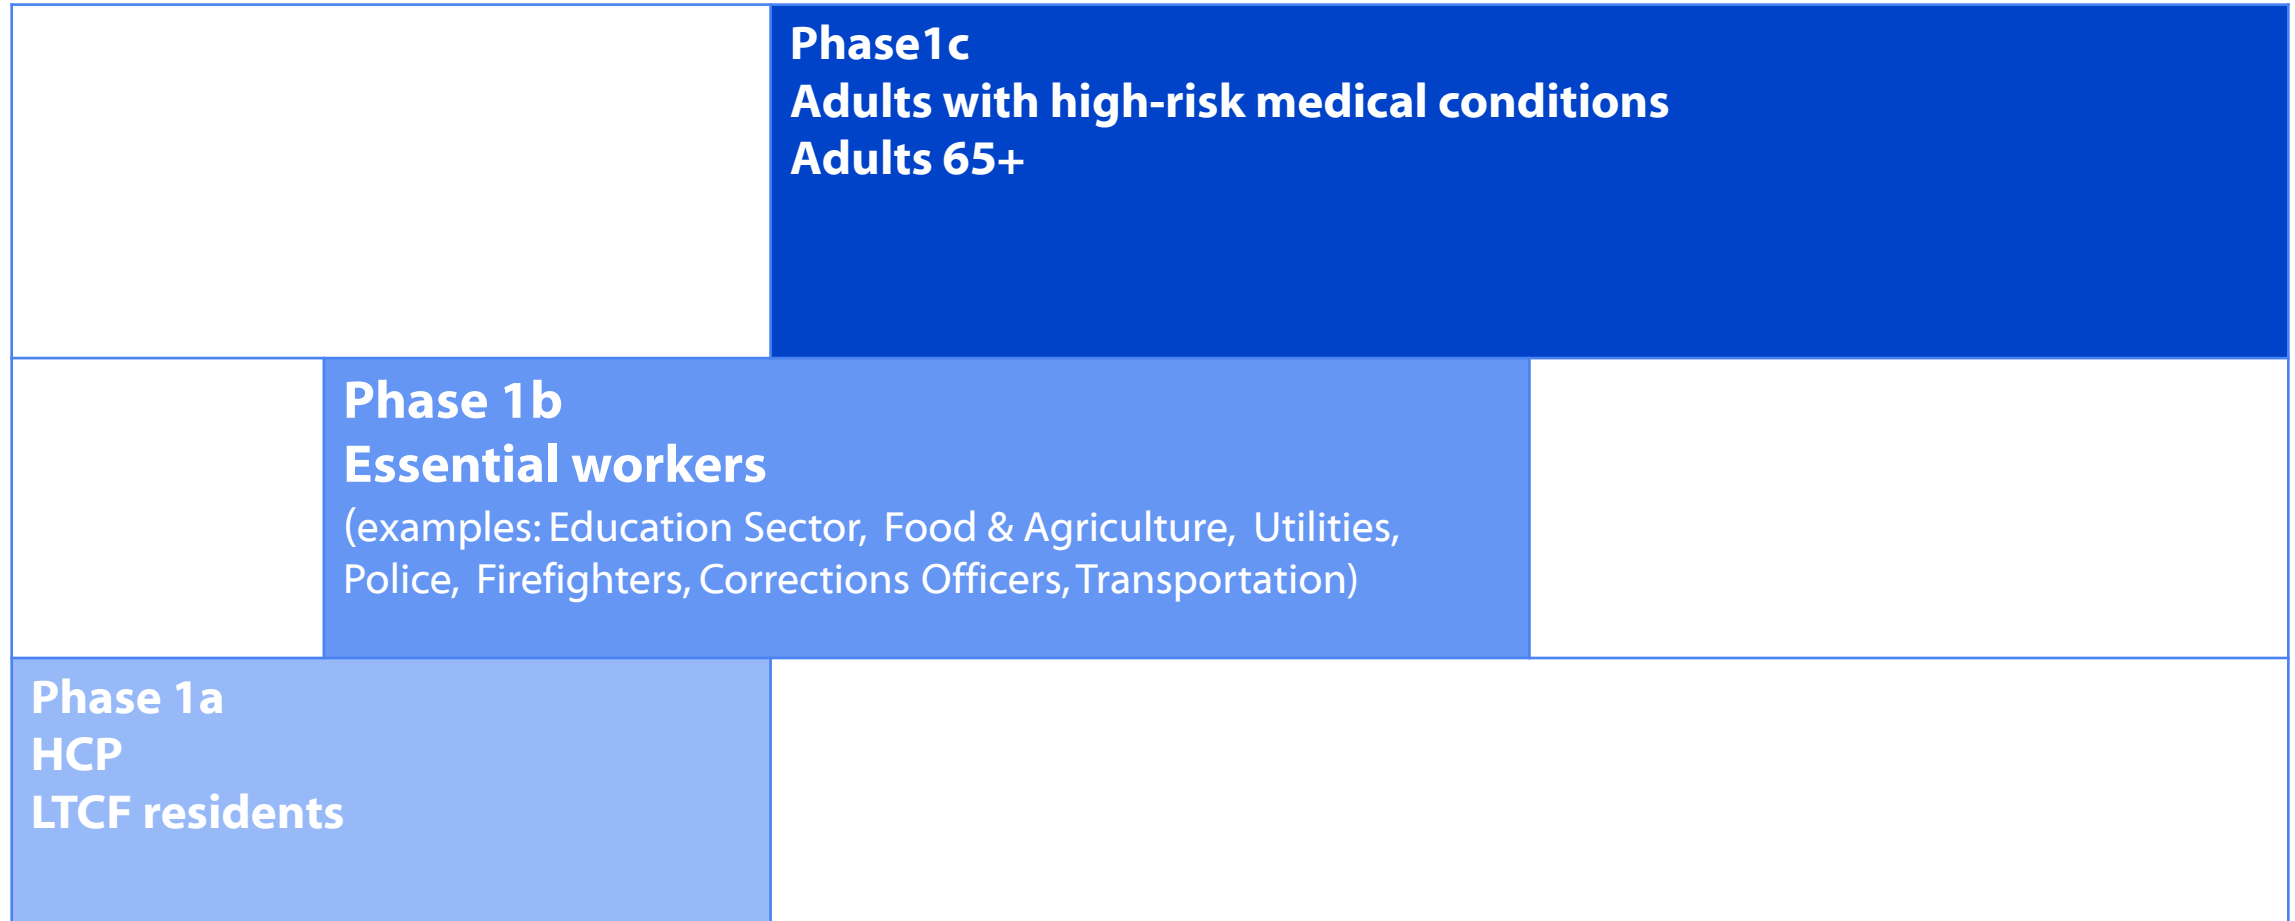 Phase1c
Adults with high-risk medical conditions
Adults 65+
Phase 1b
Essential workers
(examples: Education Sector, Food & Agriculture, Utilities,
Police, Firefighters, Corrections Officers, Transportation)
Phase 1a
HCP
LTCF residents